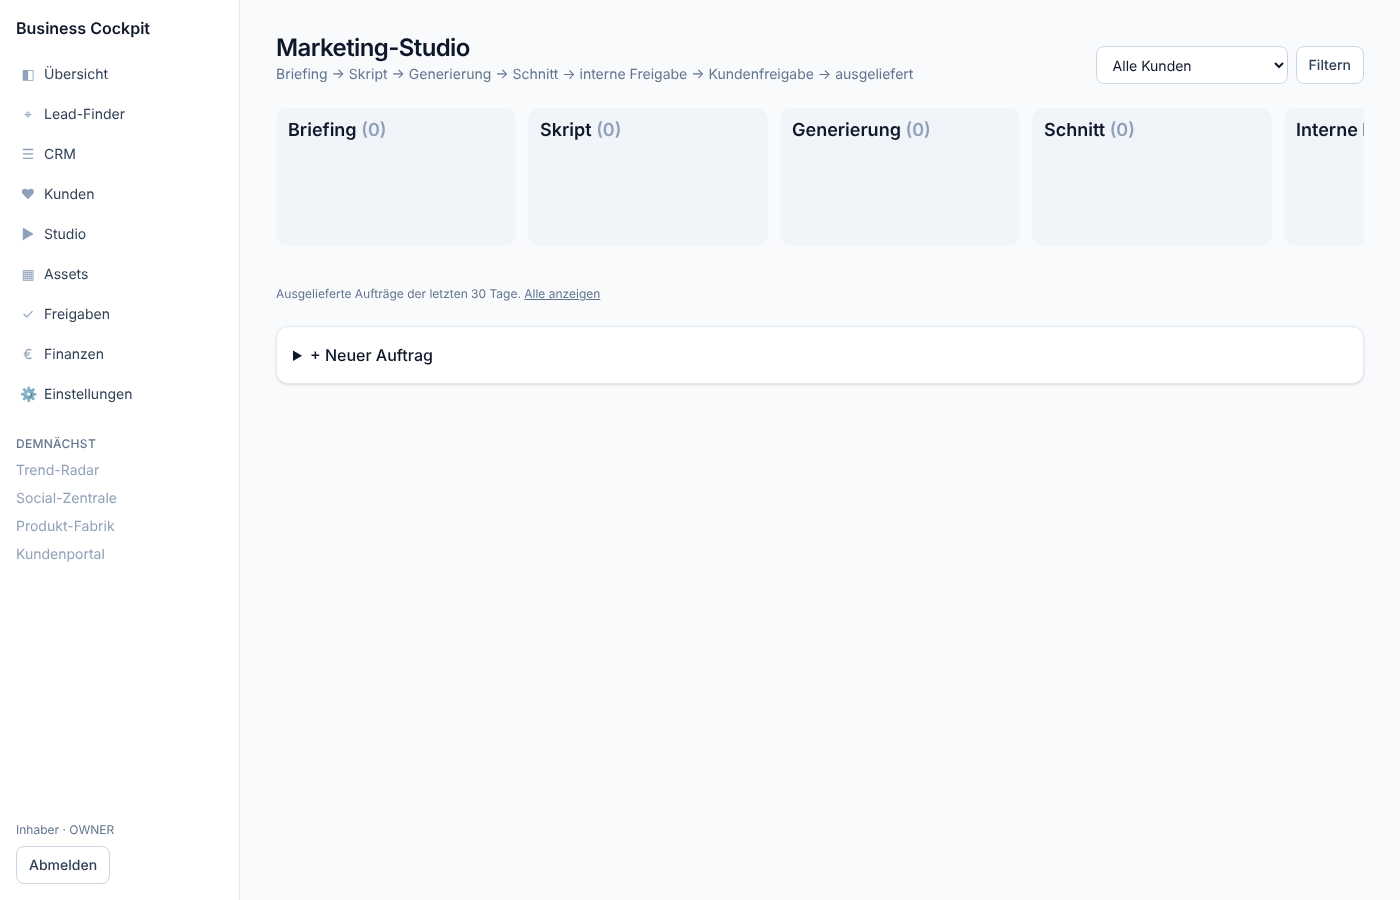 Business Cockpit
Übersicht
Lead-Finder
CRM
Kunden
Studio
Assets
Freigaben
€ Finanzen
Einstellungen
DEMNÄCHST
Trend-Radar
Social-Zentrale
Produkt-Fabrik
Kundenportal
Inhaber · OWNER
Abmelden
Marketing-Studio
Briefing → Skript → Generierung → Schnitt → interne Freigabe → Kundenfreigabe → ausgeliefert
Alle Kunden
Filtern
Briefing (0)
Skript (0)
Generierung (0)
Schnitt (0)
Interne
Ausgelieferte Aufträge der letzten 30 Tage. Alle anzeigen
+ Neuer Auftrag